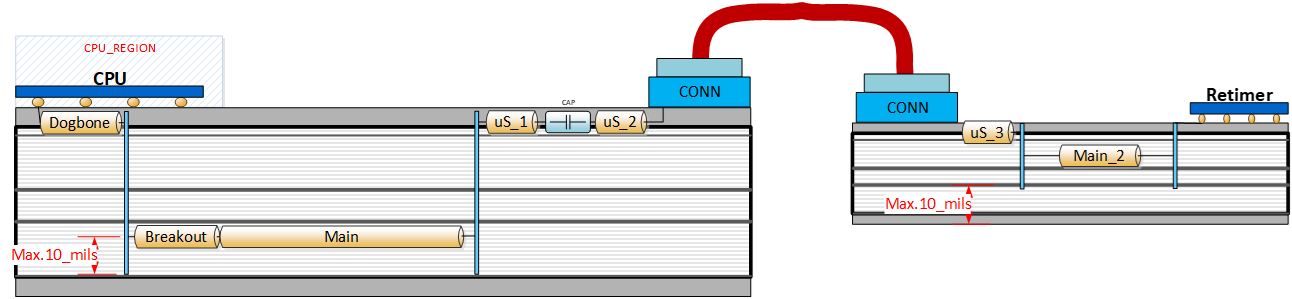 CPU_REGION
CPU
Dogbone
uS_1
CAP
uS_2
CONN
Breakout
Main
Max.10_mils
CONN
Retimer
uS_3
Main_2
Max.10_mils